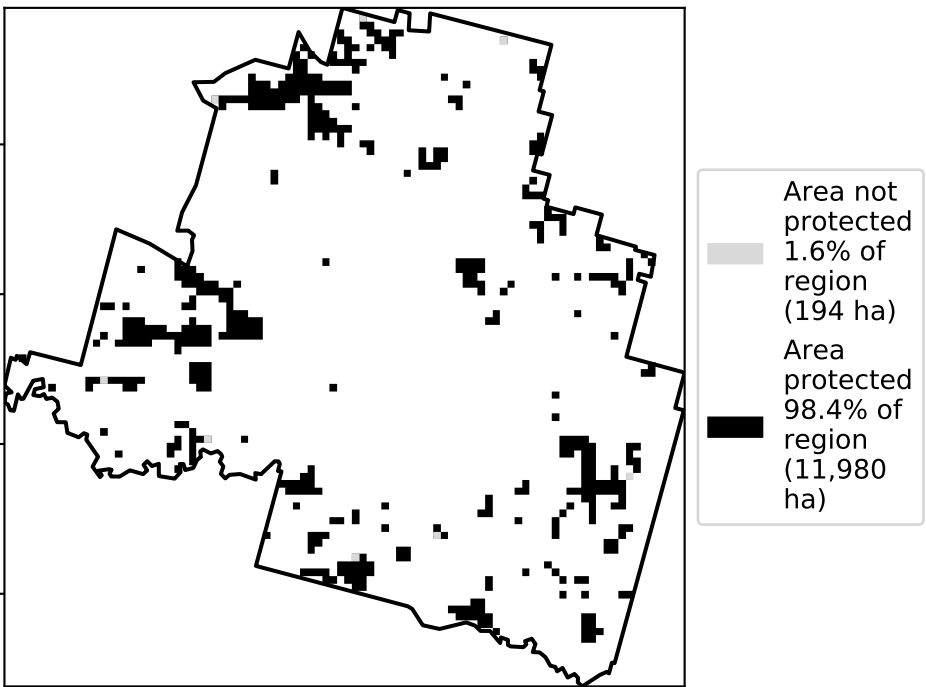 Area not
protected
1.6% of
region
(194 ha)
Area
protected
98.4% of
region
(11,980
ha)